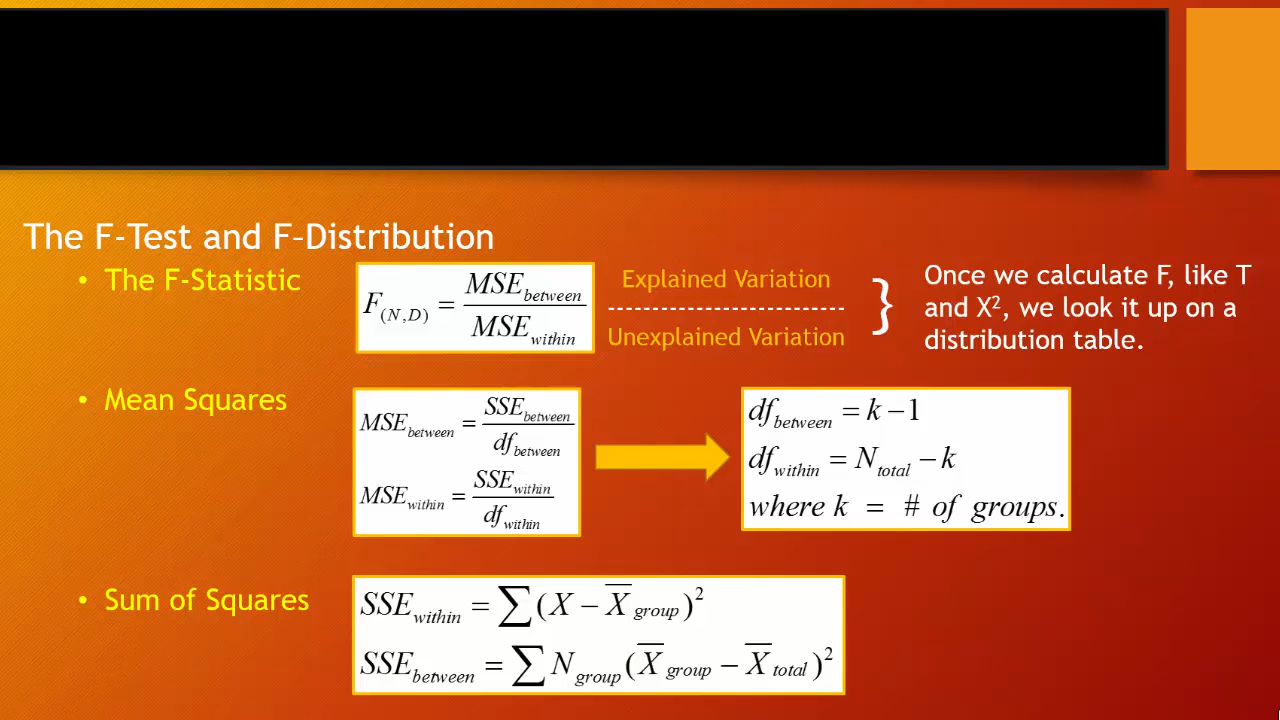 The F-Test and F–Distribution
• The F-Statistic
F(N,D) = MSEbetween / MSEwithin
Explained Variation
Unexplained Variation
}
Once we calculate F, like T
and X², we look it up on a
distribution table.
• Mean Squares
MSEbetween = SSEbetween / dfbetween
MSEwithin = SSEwithin / dfwithin
dfbetween = k − 1
dfwithin = Ntotal − k
where k = # of groups.
• Sum of Squares
SSEwithin = ∑(X − X̄group)²
SSEbetween = ∑Ngroup(X̄group − X̄total)²